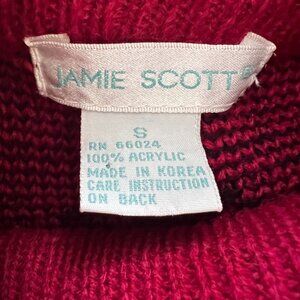 JAMIE SCOTT®
S
RN 66024
100% ACRYLIC
MADE IN KOREA
CARE INSTRUCTION
ON BACK